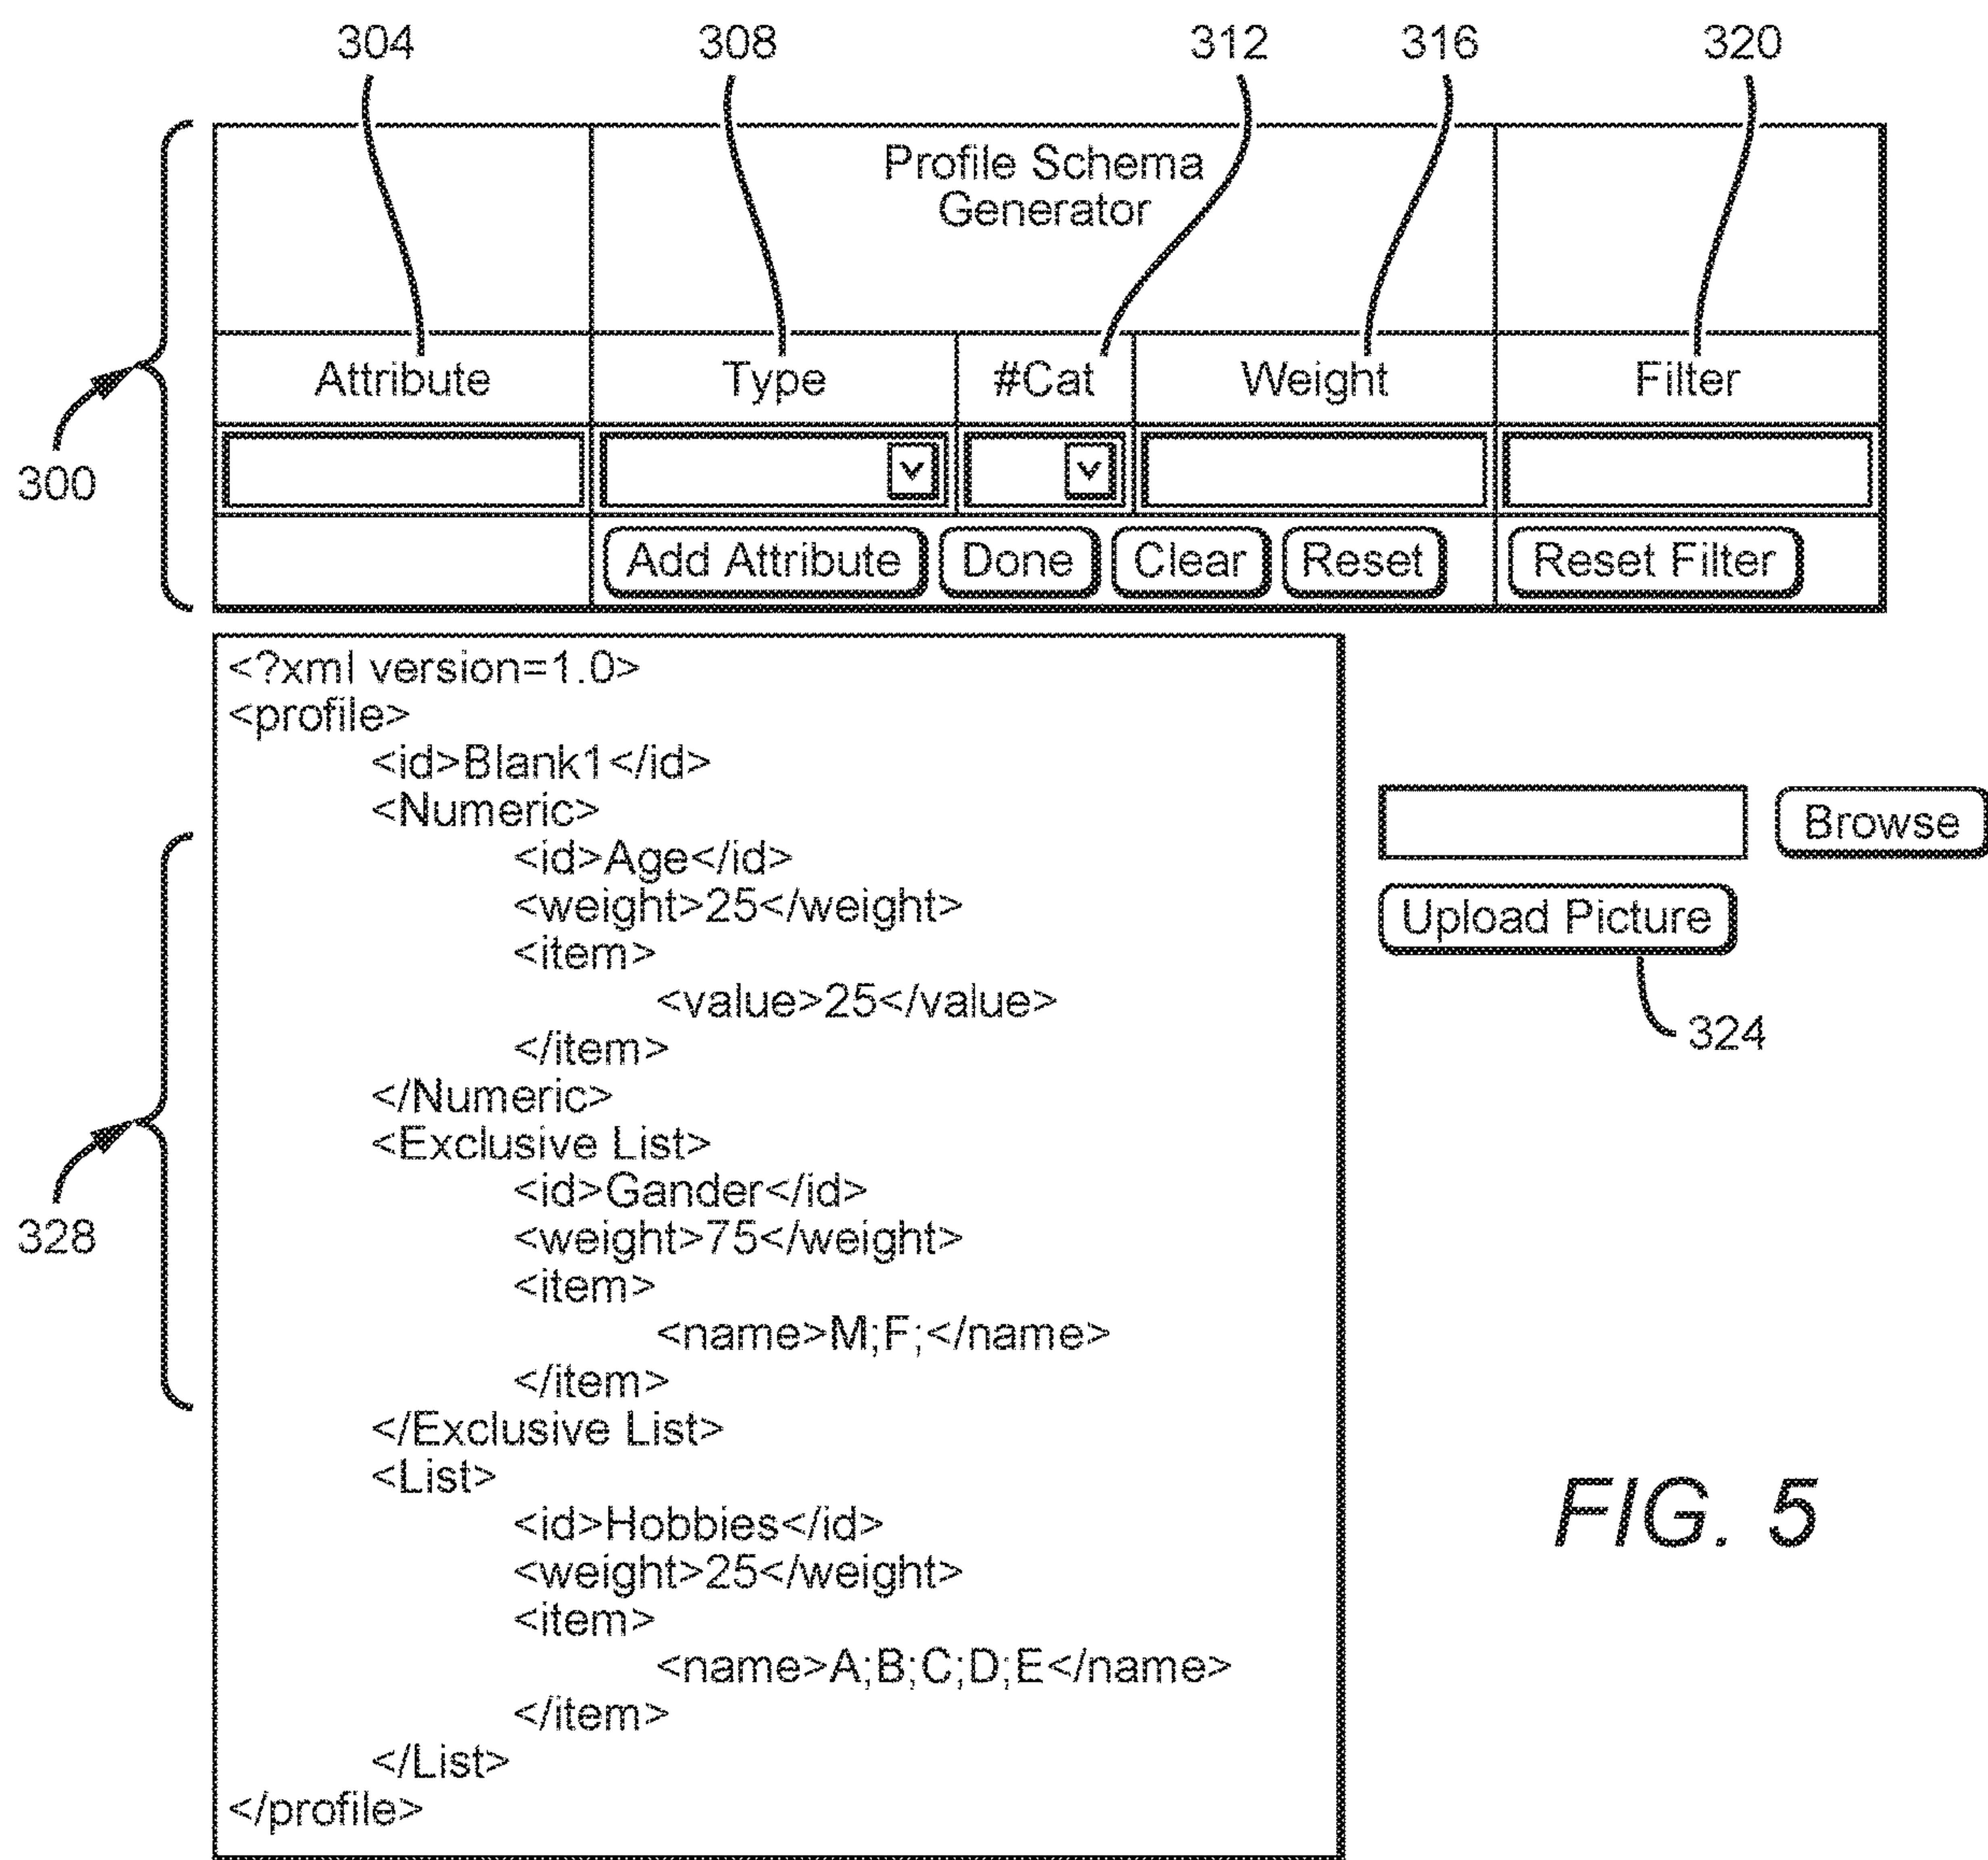 304 308 312 316 320
Profile Schema
Generator
Attribute Type #Cat Weight Filter
300
Add Attribute Done Clear Reset Reset Filter
<?xml version=1.0>
<profile>
<id>Blank1</id>
<Numeric>
<id>Age</id>
<weight>25</weight>
<item>
<value>25</value>
</item>
</Numeric>
<Exclusive List>
<id>Gander</id>
<weight>75</weight>
<item>
<name>M;F;</name>
</item>
</Exclusive List>
<List>
<id>Hobbies</id>
<weight>25</weight>
<item>
<name>A;B;C;D;E</name>
</item>
</List>
</profile>
328
Browse
Upload Picture
324
FIG. 5